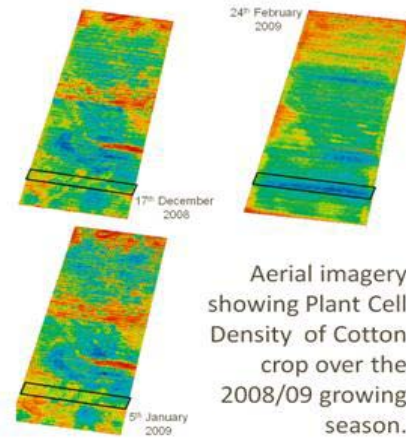 24th February
2009
17th December
2008
5th January
2009
Aerial imagery
showing Plant Cell
Density of Cotton
crop over the
2008/09 growing
season.